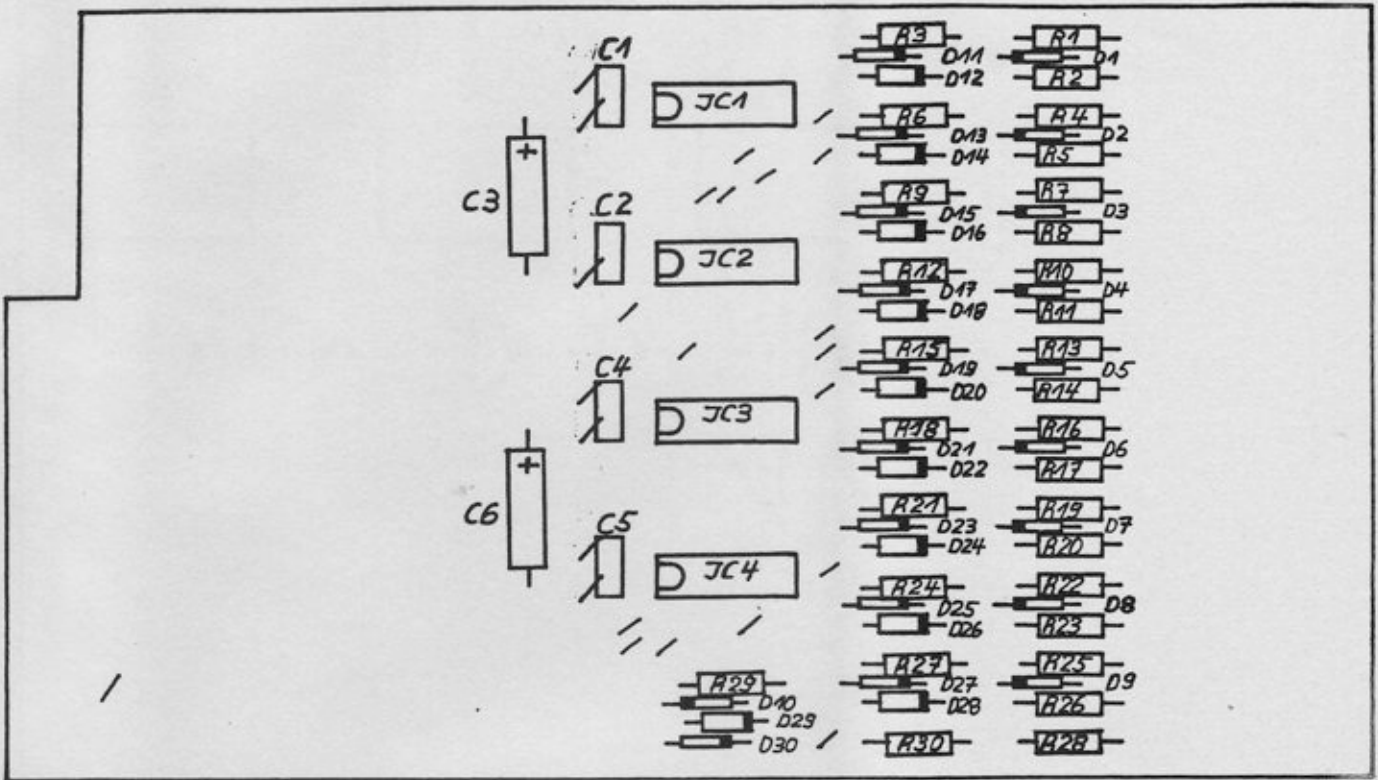 C1
R3
R1
D11
D1
D12
R2
JC1
R6
R4
D13
D2
D14
R5
+
C3
C2
R9
R7
D15
D3
D16
R8
JC2
R12
R10
D17
D4
D18
R11
R15
R13
D19
D5
D20
R14
C4
JC3
R18
R16
D21
D6
D22
R17
+
C6
C5
R21
R19
D23
D7
D24
R20
JC4
R24
R22
D25
D8
D26
R23
R27
R25
D27
D9
D28
R26
R29
D10
D29
D30
R30
R28